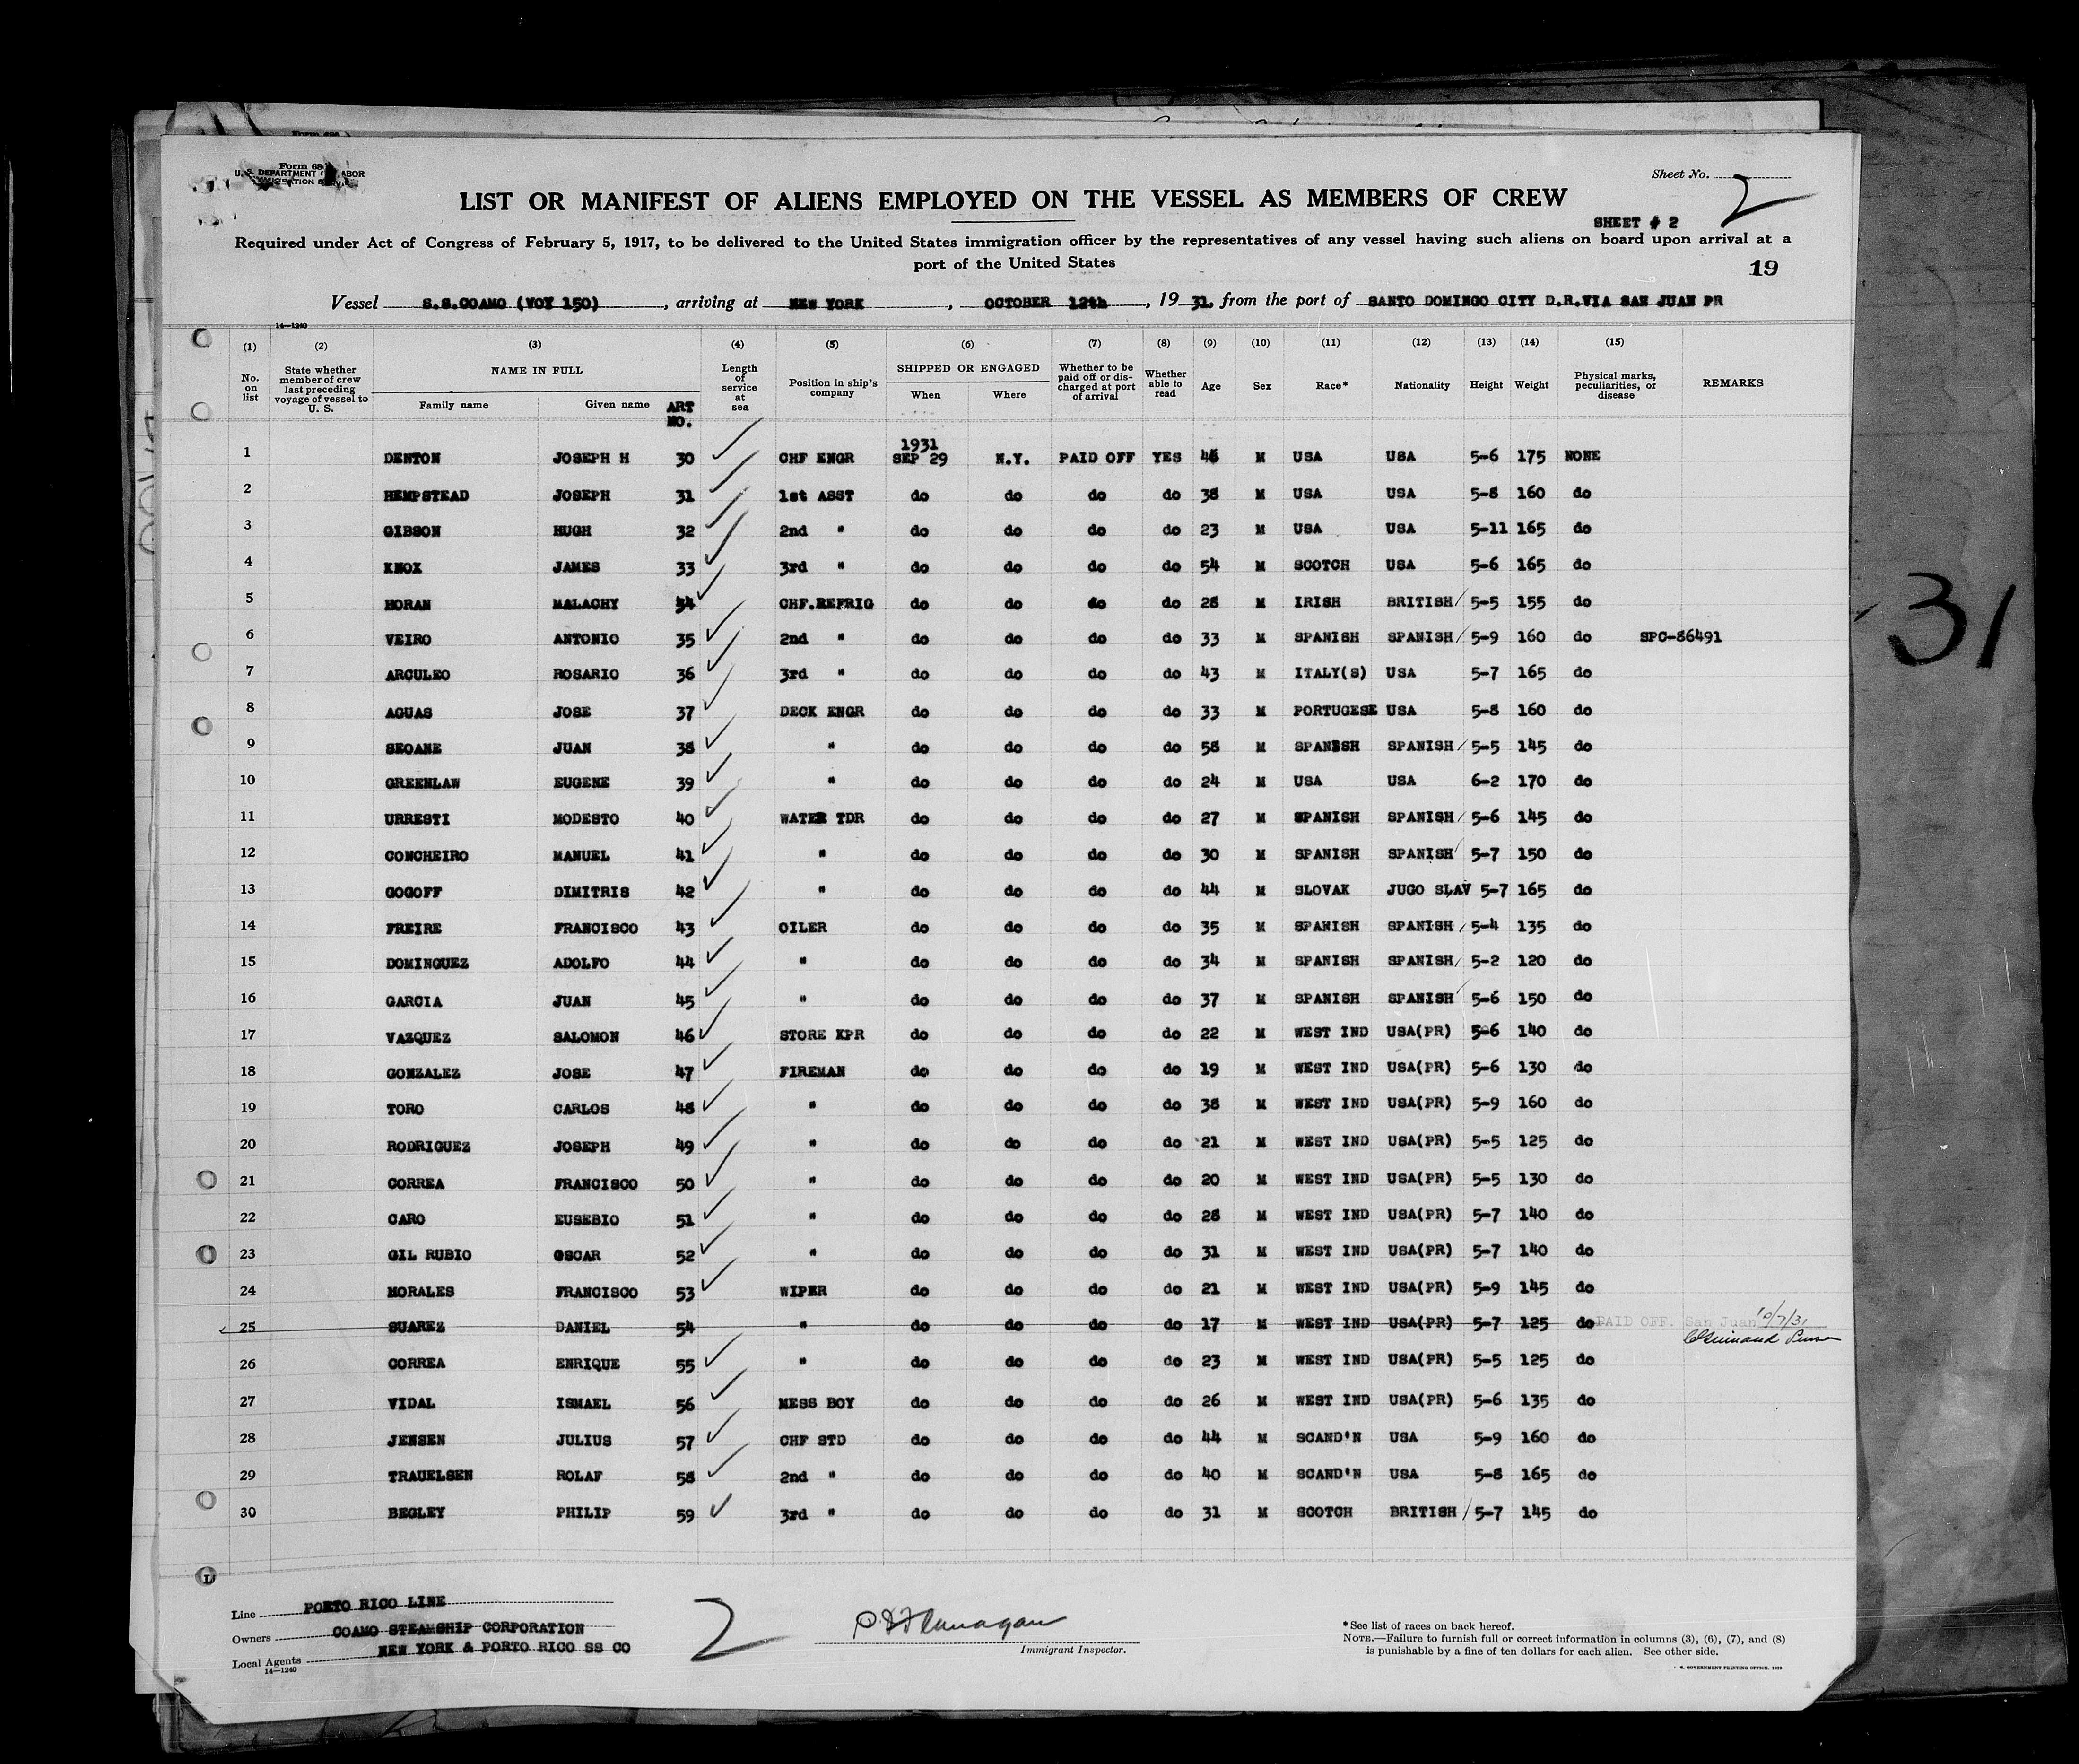 Form 68
U. S. DEPARTMENT OF LABOR
Sheet No. 2
LIST OR MANIFEST OF ALIENS EMPLOYED ON THE VESSEL AS MEMBERS OF CREW
SHEET # 2
Required under Act of Congress of February 5, 1917, to be delivered to the United States immigration officer by the representatives of any vessel having such aliens on board upon arrival at a
port of the United States
19
Vessel S.S.COAMO (VOY 150), arriving at NEW YORK, OCTOBER 12th, 19 31, from the port of SANTO DOMINGO CITY D.R.VIA SAN JUAN PR
14—1240
(1) (2) (3) (4) (5) (6) (7) (8) (9) (10) (11) (12) (13) (14) (15)
No. on list State whether member of crew last preceding voyage of vessel to U. S. NAME IN FULL Family name Given name ART NO. Length of service at sea Position in ship's company SHIPPED OR ENGAGED When Where Whether to be paid off or discharged at port of arrival Whether able to read Age Sex Race* Nationality Height Weight Physical marks, peculiarities, or disease REMARKS
1931
1 DENTON JOSEPH H 30 CHF ENGR SEP 29 N.Y. PAID OFF YES 48 M USA USA 5-6 175 NONE
2 HEMPSTEAD JOSEPH 31 1st ASST do do do do 38 M USA USA 5-8 160 do
3 GIBSON HUGH 32 2nd " do do do do 23 M USA USA 5-11 165 do
4 KNOX JAMES 33 3rd " do do do do 54 M SCOTCH USA 5-6 165 do
5 HORAN MALACHY 34 CHF.REFRIG do do do do 28 M IRISH BRITISH 5-5 155 do
6 VEIRO ANTONIO 35 2nd " do do do do 33 M SPANISH SPANISH 5-9 160 do SPC-86491
7 ARCULEO ROSARIO 36 3rd " do do do do 43 M ITALY(S) USA 5-7 165 do
8 AGUAS JOSE 37 DECK ENGR do do do do 33 M PORTUGESE USA 5-8 160 do
9 SEOANE JUAN 38 " do do do do 58 M SPANISH SPANISH 5-5 145 do
10 GREENLAW EUGENE 39 " do do do do 24 M USA USA 6-2 170 do
11 URRESTI MODESTO 40 WATER TDR do do do do 27 M SPANISH SPANISH 5-6 145 do
12 CONCHEIRO MANUEL 41 " do do do do 30 M SPANISH SPANISH 5-7 150 do
13 GOGOFF DIMITRIS 42 " do do do do 44 M SLOVAK JUGO SLAV 5-7 165 do
14 FREIRE FRANCISCO 43 OILER do do do do 35 M SPANISH SPANISH 5-4 135 do
15 DOMINGUEZ ADOLFO 44 " do do do do 34 M SPANISH SPANISH 5-2 120 do
16 GARCIA JUAN 45 " do do do do 37 M SPANISH SPANISH 5-6 150 do
17 VAZQUEZ SALOMON 46 STORE KPR do do do do 22 M WEST IND USA(PR) 5-6 140 do
18 GONZALEZ JOSE 47 FIREMAN do do do do 19 M WEST IND USA(PR) 5-6 130 do
19 TORO CARLOS 48 " do do do do 38 M WEST IND USA(PR) 5-9 160 do
20 RODRIGUEZ JOSEPH 49 " do do do do 21 M WEST IND USA(PR) 5-5 125 do
21 CORREA FRANCISCO 50 " do do do do 20 M WEST IND USA(PR) 5-5 130 do
22 CARO EUSEBIO 51 " do do do do 28 M WEST IND USA(PR) 5-7 140 do
23 GIL RUBIO OSCAR 52 " do do do do 31 M WEST IND USA(PR) 5-7 140 do
24 MORALES FRANCISCO 53 WIPER do do do do 21 M WEST IND USA(PR) 5-9 145 do
25 SUAREZ DANIEL 54 " do do do do 17 M WEST IND USA(PR) 5-7 125 do PAID OFF. San Juan 10/7/31
26 CORREA ENRIQUE 55 " do do do do 23 M WEST IND USA(PR) 5-5 125 do
27 VIDAL ISMAEL 56 MESS BOY do do do do 26 M WEST IND USA(PR) 5-6 135 do
28 JENSEN JULIUS 57 CHF STD do do do do 44 M SCAND'N USA 5-9 160 do
29 TRAUELSEN ROLAF 58 2nd " do do do do 40 M SCAND'N USA 5-8 165 do
30 BEGLEY PHILIP 59 3rd " do do do do 31 M SCOTCH BRITISH 5-7 145 do
31
Line PORTO RICO LINE
Owners COAMO STEAMSHIP CORPORATION
Local Agents NEW YORK & PORTO RICO SS CO
14—1240
2
Flanagan
Immigrant Inspector.
*See list of races on back hereof.
NOTE.—Failure to furnish full or correct information in columns (3), (6), (7), and (8)
is punishable by a fine of ten dollars for each alien. See other side.
GOVERNMENT PRINTING OFFICE